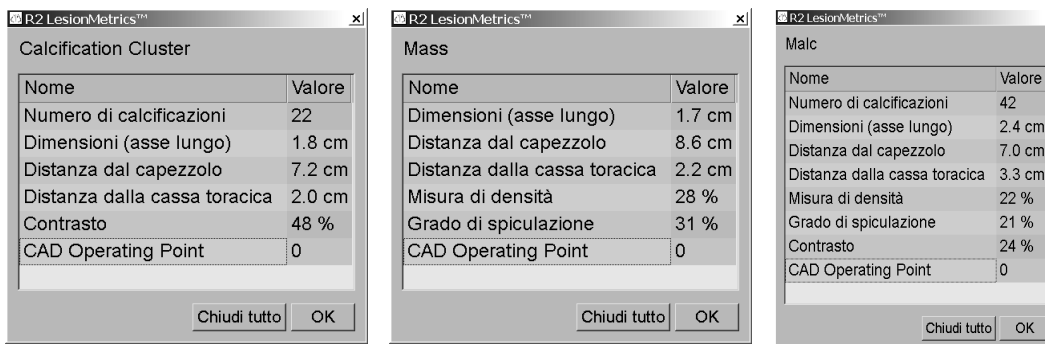 R2 LesionMetrics™
Calcification Cluster
Nome Valore
Numero di calcificazioni 22
Dimensioni (asse lungo) 1.8 cm
Distanza dal capezzolo 7.2 cm
Distanza dalla cassa toracica 2.0 cm
Contrasto 48 %
CAD Operating Point 0
Chiudi tutto OK
R2 LesionMetrics™
Mass
Nome Valore
Dimensioni (asse lungo) 1.7 cm
Distanza dal capezzolo 8.6 cm
Distanza dalla cassa toracica 2.2 cm
Misura di densità 28 %
Grado di spiculazione 31 %
CAD Operating Point 0
Chiudi tutto OK
R2 LesionMetrics™
Malc
Nome Valore
Numero di calcificazioni 42
Dimensioni (asse lungo) 2.4 cm
Distanza dal capezzolo 7.0 cm
Distanza dalla cassa toracica 3.3 cm
Misura di densità 22 %
Grado di spiculazione 21 %
Contrasto 24 %
CAD Operating Point 0
Chiudi tutto OK